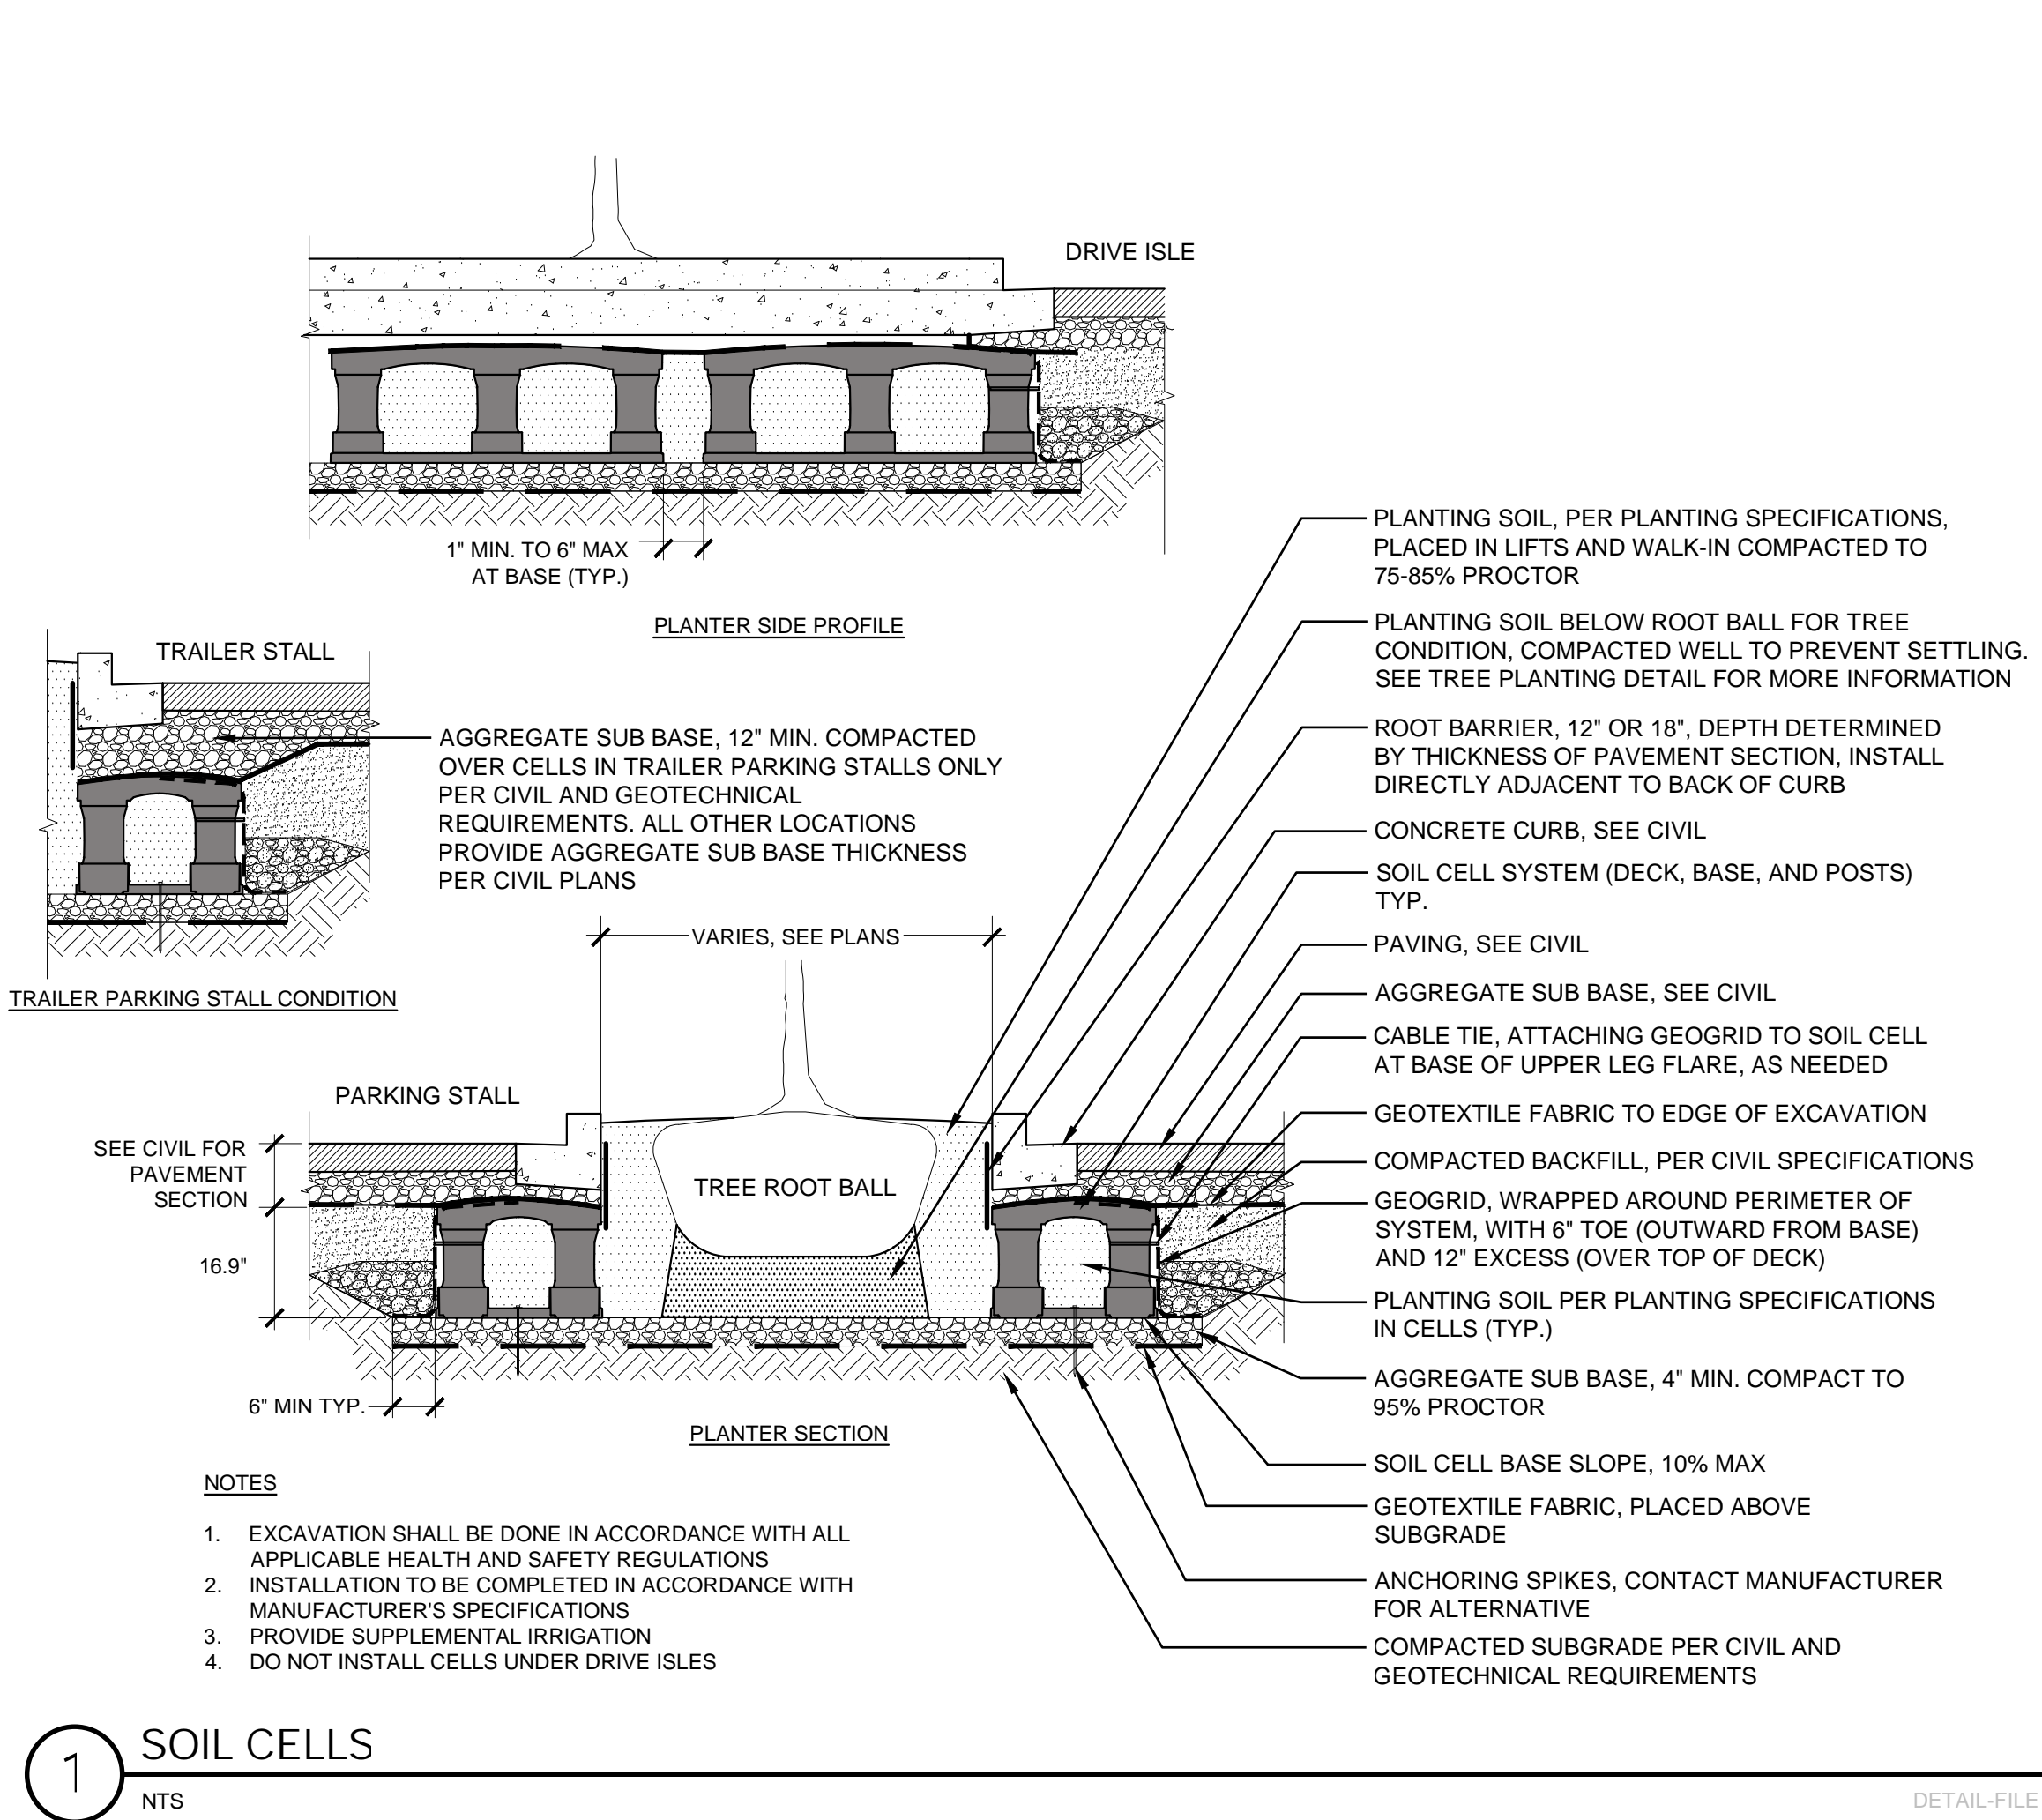 DRIVE ISLE
1" MIN. TO 6" MAX
AT BASE (TYP.)
PLANTER SIDE PROFILE
TRAILER STALL
AGGREGATE SUB BASE, 12" MIN. COMPACTED
OVER CELLS IN TRAILER PARKING STALLS ONLY
PER CIVIL AND GEOTECHNICAL
REQUIREMENTS. ALL OTHER LOCATIONS
PROVIDE AGGREGATE SUB BASE THICKNESS
PER CIVIL PLANS
TRAILER PARKING STALL CONDITION
VARIES, SEE PLANS
PARKING STALL
SEE CIVIL FOR
PAVEMENT
SECTION
16.9"
TREE ROOT BALL
6" MIN TYP.
PLANTER SECTION
PLANTING SOIL, PER PLANTING SPECIFICATIONS,
PLACED IN LIFTS AND WALK-IN COMPACTED TO
75-85% PROCTOR
PLANTING SOIL BELOW ROOT BALL FOR TREE
CONDITION, COMPACTED WELL TO PREVENT SETTLING.
SEE TREE PLANTING DETAIL FOR MORE INFORMATION
ROOT BARRIER, 12" OR 18", DEPTH DETERMINED
BY THICKNESS OF PAVEMENT SECTION, INSTALL
DIRECTLY ADJACENT TO BACK OF CURB
CONCRETE CURB, SEE CIVIL
SOIL CELL SYSTEM (DECK, BASE, AND POSTS)
TYP.
PAVING, SEE CIVIL
AGGREGATE SUB BASE, SEE CIVIL
CABLE TIE, ATTACHING GEOGRID TO SOIL CELL
AT BASE OF UPPER LEG FLARE, AS NEEDED
GEOTEXTILE FABRIC TO EDGE OF EXCAVATION
COMPACTED BACKFILL, PER CIVIL SPECIFICATIONS
GEOGRID, WRAPPED AROUND PERIMETER OF
SYSTEM, WITH 6" TOE (OUTWARD FROM BASE)
AND 12" EXCESS (OVER TOP OF DECK)
PLANTING SOIL PER PLANTING SPECIFICATIONS
IN CELLS (TYP.)
AGGREGATE SUB BASE, 4" MIN. COMPACT TO
95% PROCTOR
SOIL CELL BASE SLOPE, 10% MAX
GEOTEXTILE FABRIC, PLACED ABOVE
SUBGRADE
ANCHORING SPIKES, CONTACT MANUFACTURER
FOR ALTERNATIVE
COMPACTED SUBGRADE PER CIVIL AND
GEOTECHNICAL REQUIREMENTS
NOTES
1. EXCAVATION SHALL BE DONE IN ACCORDANCE WITH ALL
APPLICABLE HEALTH AND SAFETY REGULATIONS
2. INSTALLATION TO BE COMPLETED IN ACCORDANCE WITH
MANUFACTURER'S SPECIFICATIONS
3. PROVIDE SUPPLEMENTAL IRRIGATION
4. DO NOT INSTALL CELLS UNDER DRIVE ISLES
1 SOIL CELLS
NTS
DETAIL-FILE